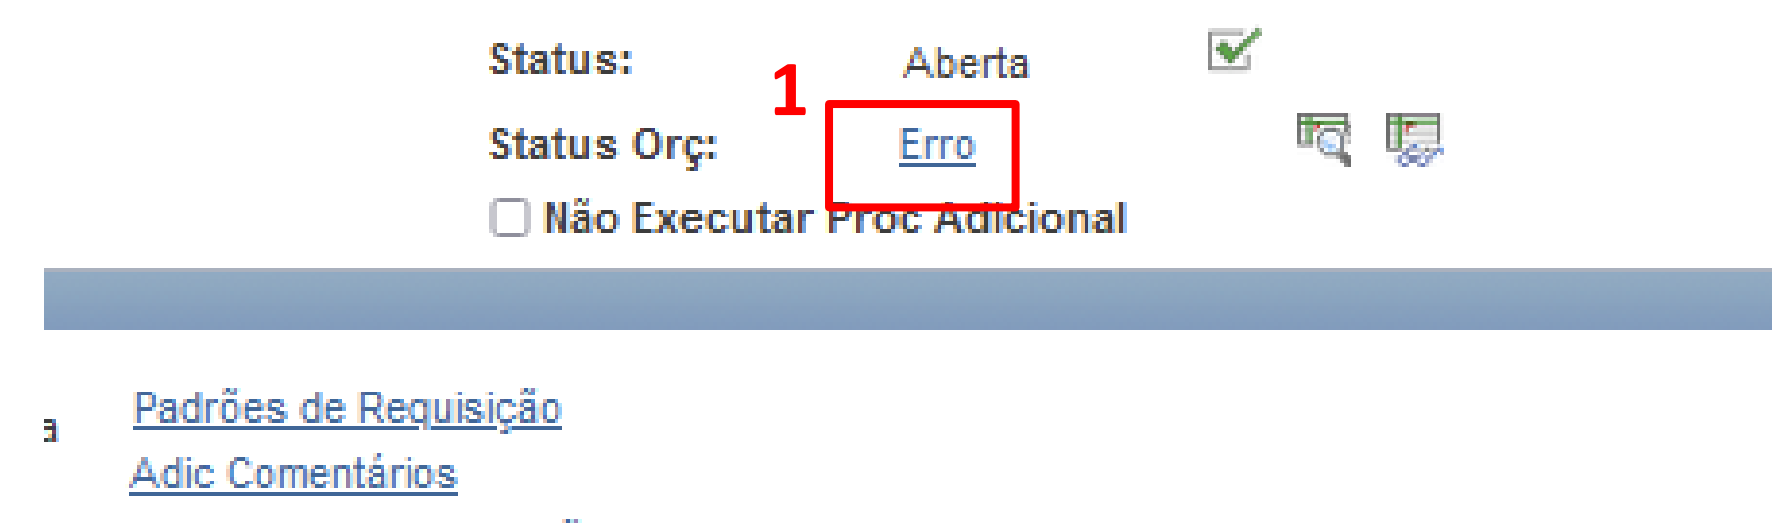 Status: Aberta
1
Status Orç: Erro
Não Executar Proc Adicional
Padrões de Requisição
a
Adic Comentários